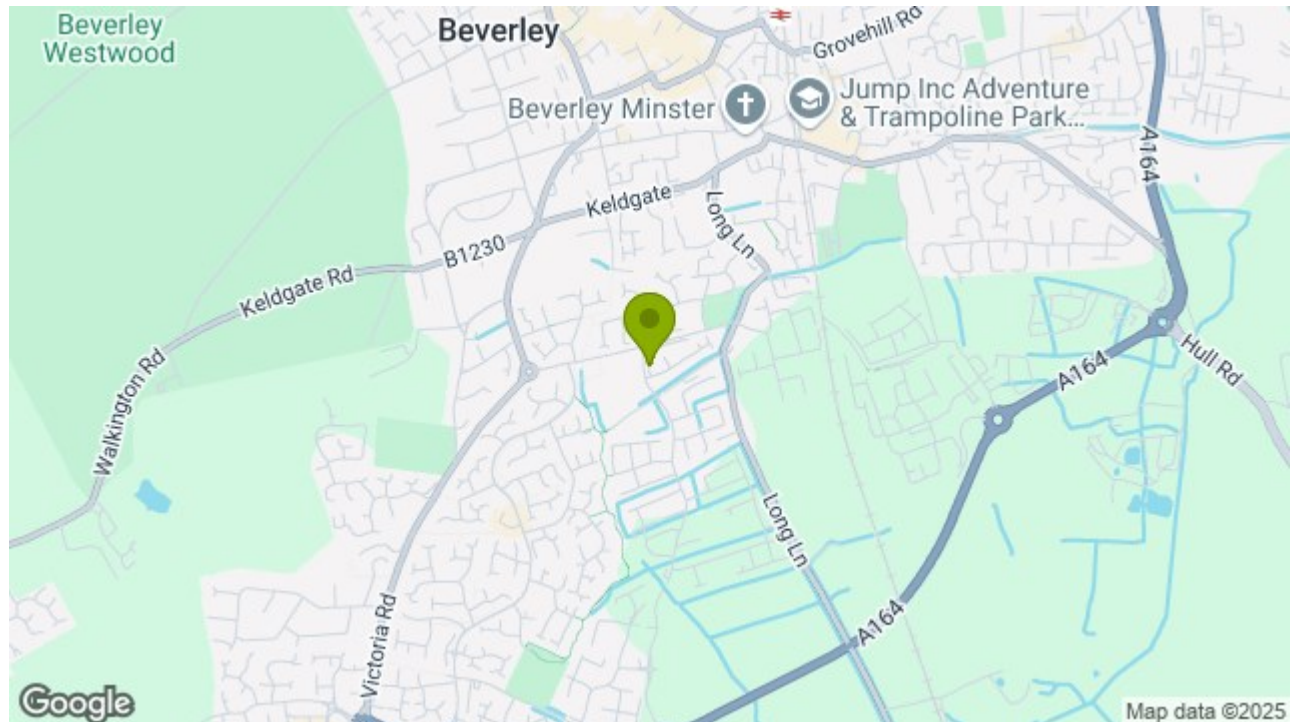 Beverley
Westwood
Beverley
Grovehill Rd
Beverley Minster
Jump Inc Adventure
& Trampoline Park...
A164
Keldgate
Long Ln
B1230
Keldgate Rd
Walkington Rd
Hull Rd
A164
Long Ln
Victoria Rd
A164
Google
Map data ©2025